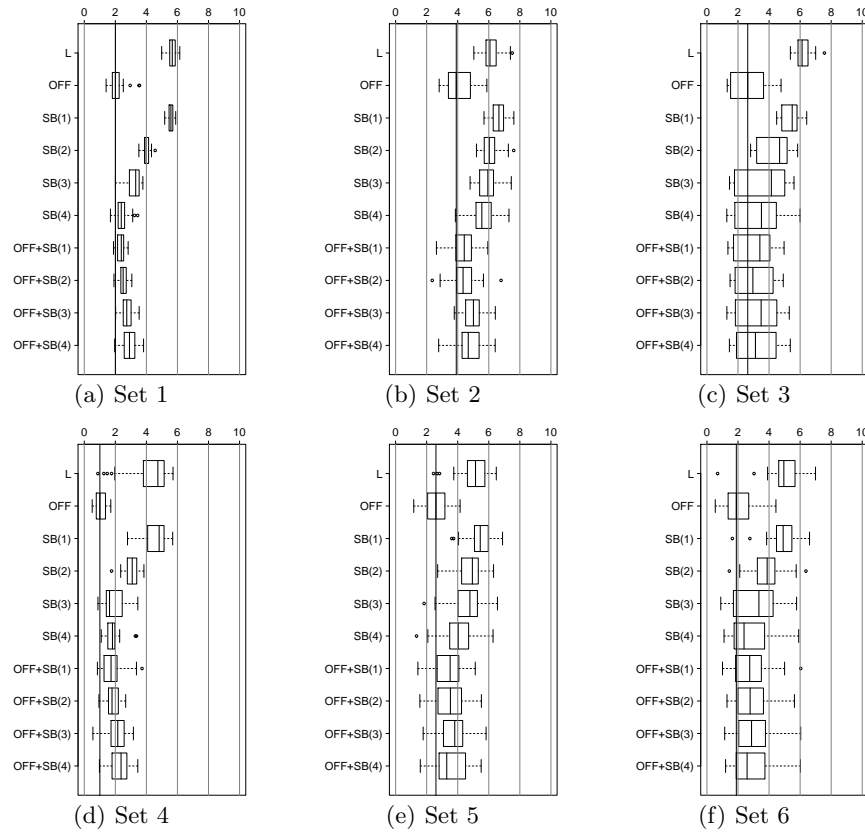 0 2 4 6 8 10
L
OFF
SB(1)
SB(2)
SB(3)
SB(4)
OFF+SB(1)
OFF+SB(2)
OFF+SB(3)
OFF+SB(4)
(a) Set 1
0 2 4 6 8 10
L
OFF
SB(1)
SB(2)
SB(3)
SB(4)
OFF+SB(1)
OFF+SB(2)
OFF+SB(3)
OFF+SB(4)
(b) Set 2
0 2 4 6 8 10
L
OFF
SB(1)
SB(2)
SB(3)
SB(4)
OFF+SB(1)
OFF+SB(2)
OFF+SB(3)
OFF+SB(4)
(c) Set 3
0 2 4 6 8 10
L
OFF
SB(1)
SB(2)
SB(3)
SB(4)
OFF+SB(1)
OFF+SB(2)
OFF+SB(3)
OFF+SB(4)
(d) Set 4
0 2 4 6 8 10
L
OFF
SB(1)
SB(2)
SB(3)
SB(4)
OFF+SB(1)
OFF+SB(2)
OFF+SB(3)
OFF+SB(4)
(e) Set 5
0 2 4 6 8 10
L
OFF
SB(1)
SB(2)
SB(3)
SB(4)
OFF+SB(1)
OFF+SB(2)
OFF+SB(3)
OFF+SB(4)
(f) Set 6